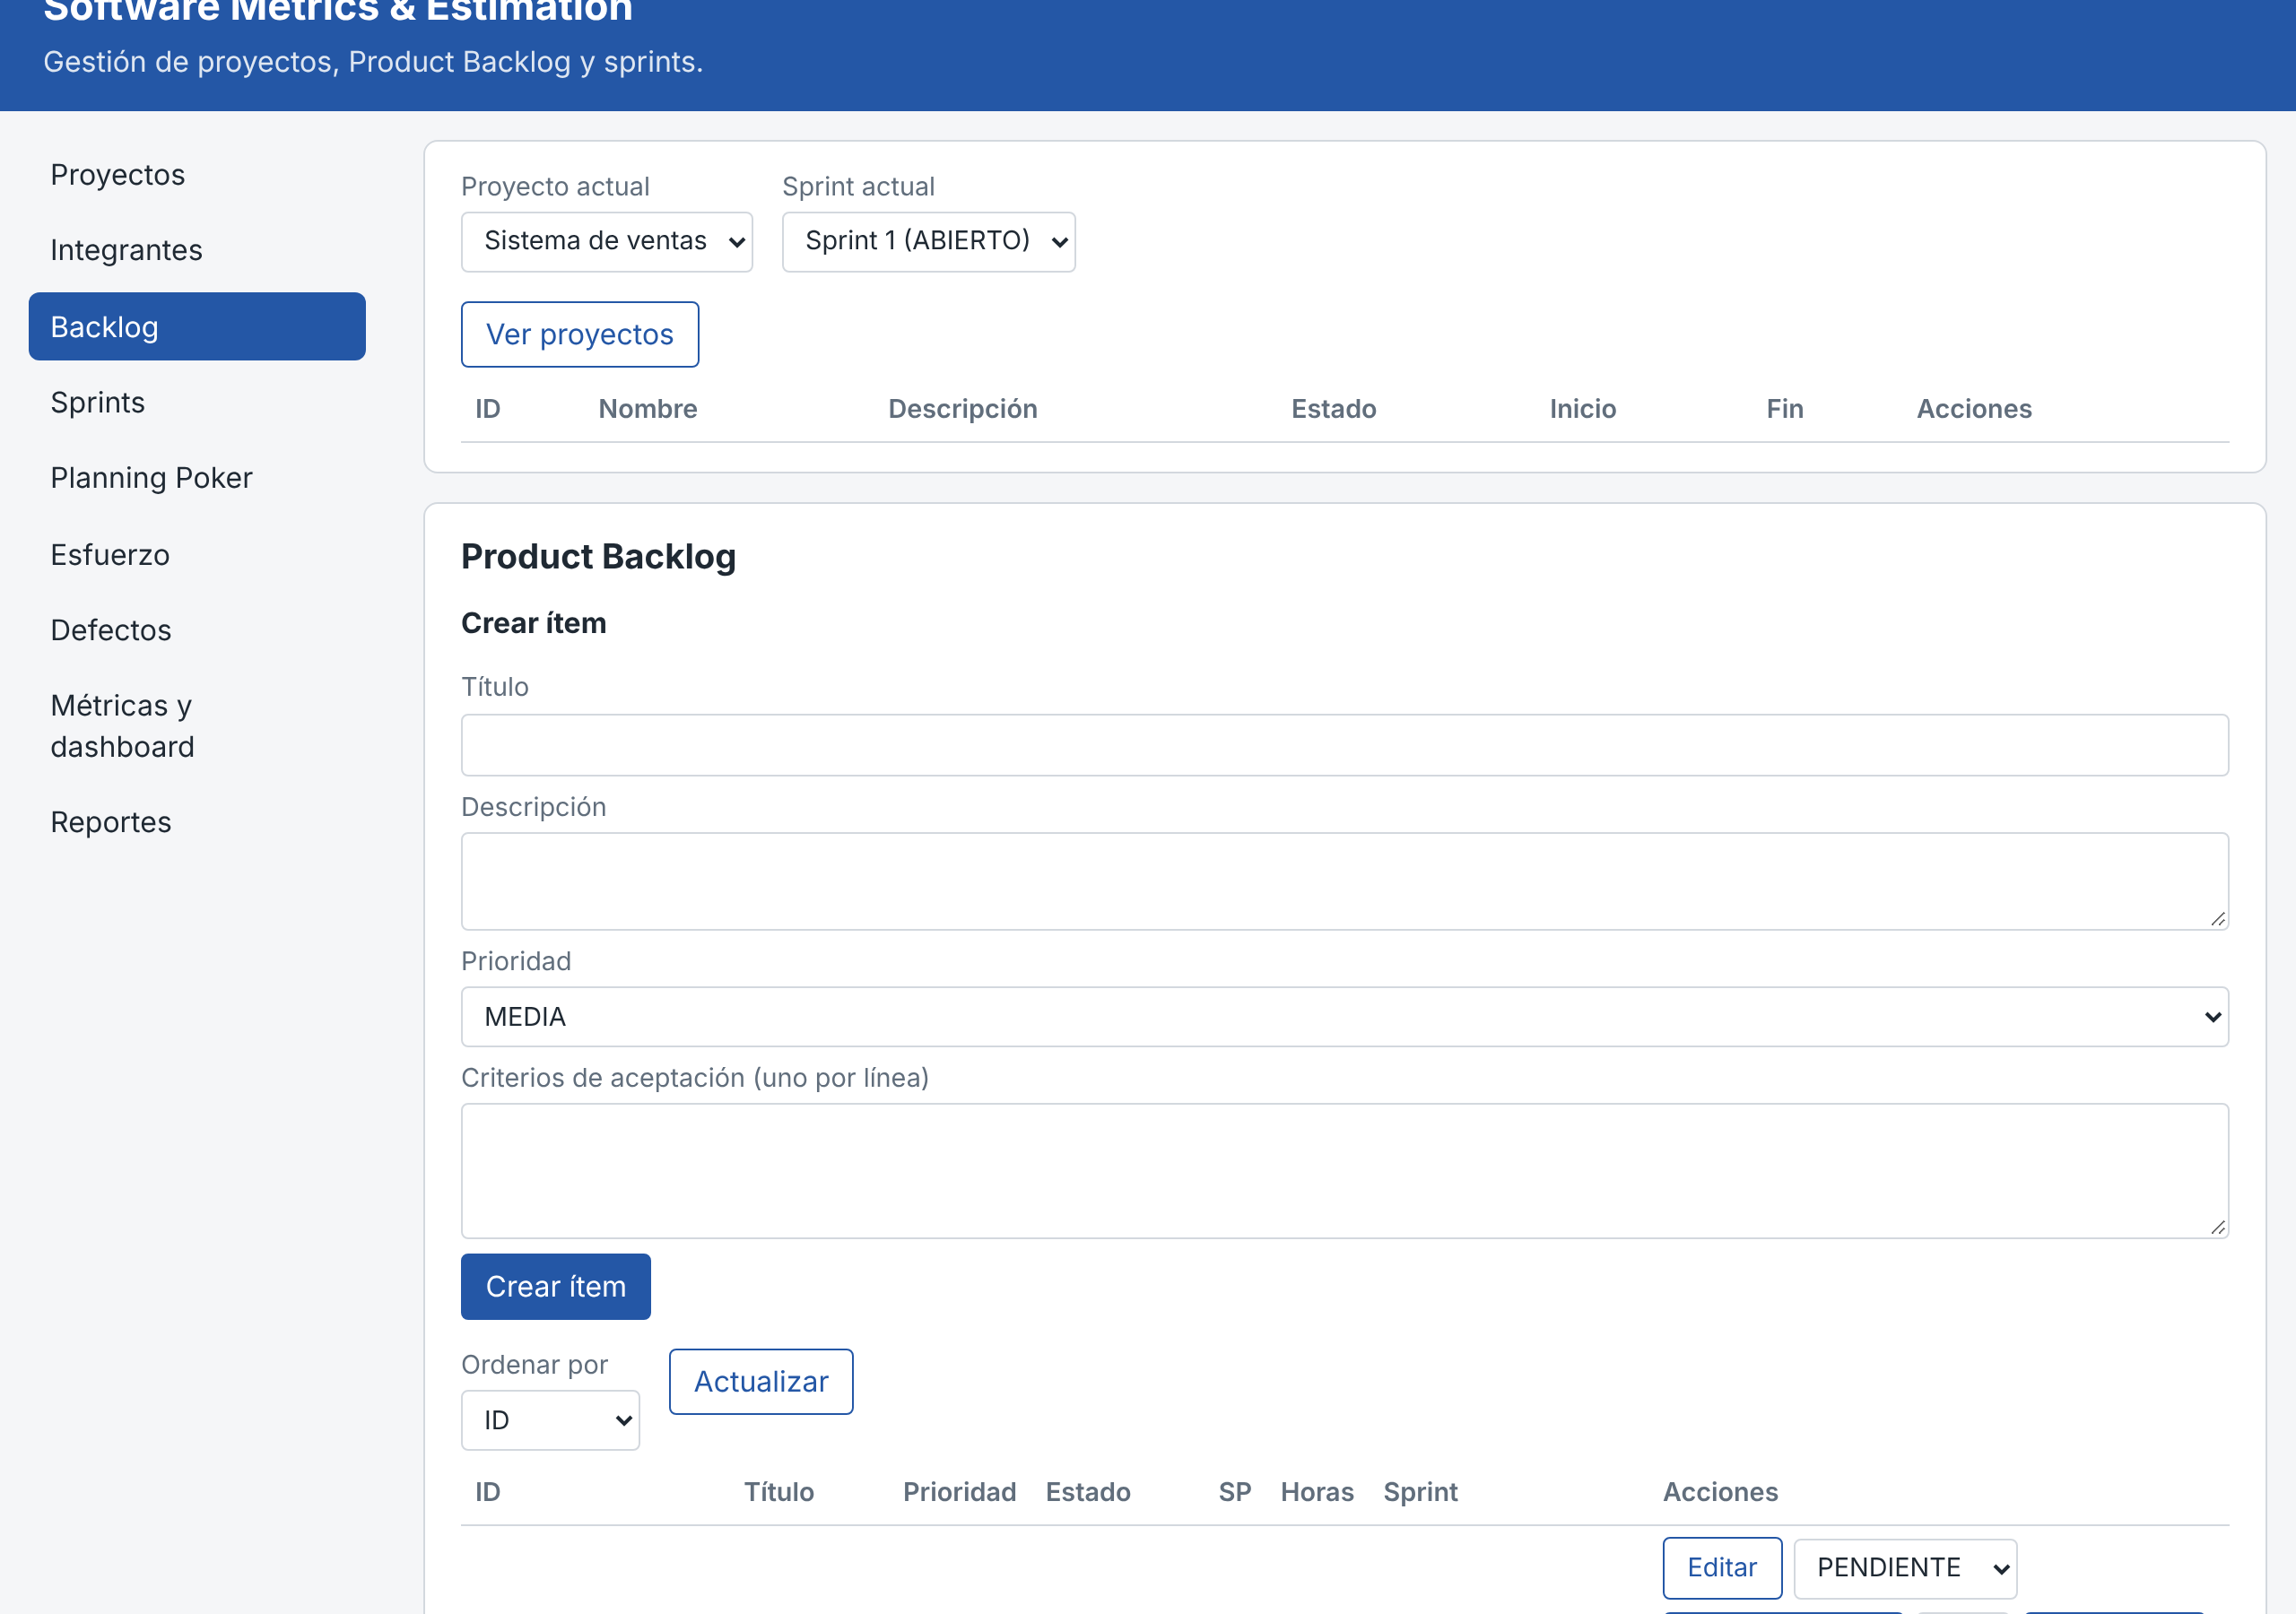 Software Metrics & Estimation
Gestión de proyectos, Product Backlog y sprints.
Proyectos
Integrantes
Backlog
Sprints
Planning Poker
Esfuerzo
Defectos
Métricas y
dashboard
Reportes
Proyecto actual
Sprint actual
Sistema de ventas
Sprint 1 (ABIERTO)
Ver proyectos
ID Nombre Descripción Estado Inicio Fin Acciones
Product Backlog
Crear ítem
Título
Descripción
Prioridad
MEDIA
Criterios de aceptación (uno por línea)
Crear ítem
Ordenar por
ID
Actualizar
ID Título Prioridad Estado SP Horas Sprint Acciones
Editar PENDIENTE